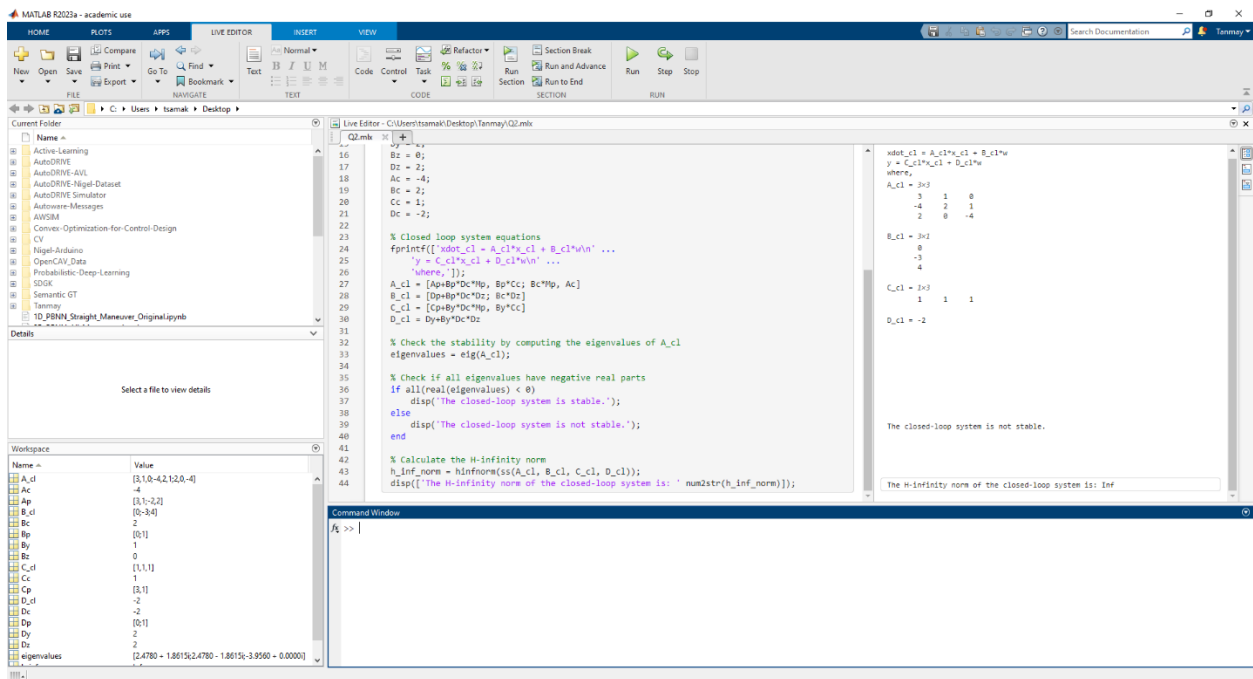 MATLAB R2023a - academic use
HOME PLOTS APPS LIVE EDITOR INSERT VIEW
Search Documentation
Tanmay
New Open Save
Compare
Print
Export
FILE
Go To
Find
Bookmark
NAVIGATE
Text
Normal
B I U M
TEXT
Code Control Task
Refactor
CODE
Run Section
Section Break
Run and Advance
Run to End
SECTION
Run Step Stop
RUN
C: Users tsamak Desktop
Current Folder
Name
Active-Learning
AutoDRIVE
AutoDRIVE-AVL
AutoDRIVE-Nigel-Dataset
AutoDRIVE Simulator
Autoware-Messages
AWSIM
Convex-Optimization-for-Control-Design
CV
Nigel-Arduino
OpenCAV_Data
Probabilistic-Deep-Learning
SDGK
Semantic GT
Tanmay
1D_PBNN_Straight_Maneuver_Original.ipynb
Details
Select a file to view details
Workspace
Name Value
A_cl [3,1,0;-4,2,1;2,0,-4]
Ac -4
Ap [3,1;-2,2]
B_cl [0;-3;4]
Bc 2
Bp [0;1]
By 1
Bz 0
C_cl [1,1,1]
Cc 1
Cp [3,1]
D_cl -2
Dc -2
Dp [0;1]
Dy 2
Dz 2
eigenvalues [2.4780 + 1.8615i;2.4780 - 1.8615i;-3.9560 + 0.0000i]
Live Editor - C:\Users\tsamak\Desktop\Tanmay\Q2.mlx
Q2.mlx
16 Bz = 0;
17 Dz = 2;
18 Ac = -4;
19 Bc = 2;
20 Cc = 1;
21 Dc = -2;
22
23 % Closed loop system equations
24 fprintf(['xdot_cl = A_cl*x_cl + B_cl*w\n' ...
25 'y = C_cl*x_cl + D_cl*w\n' ...
26 'where,']);
27 A_cl = [Ap+Bp*Dc*Mp, Bp*Cc; Bc*Mp, Ac]
28 B_cl = [Dp+Bp*Dc*Dz; Bc*Dz]
29 C_cl = [Cp+By*Dc*Mp, By*Cc]
30 D_cl = Dy+By*Dc*Dz
31
32 % Check the stability by computing the eigenvalues of A_cl
33 eigenvalues = eig(A_cl);
34
35 % Check if all eigenvalues have negative real parts
36 if all(real(eigenvalues) < 0)
37 disp('The closed-loop system is stable.');
38 else
39 disp('The closed-loop system is not stable.');
40 end
41
42 % Calculate the H-infinity norm
43 h_inf_norm = hinfnorm(ss(A_cl, B_cl, C_cl, D_cl));
44 disp(['The H-infinity norm of the closed-loop system is: ' num2str(h_inf_norm)]);
xdot_cl = A_cl*x_cl + B_cl*w
y = C_cl*x_cl + D_cl*w
where,
A_cl = 3×3
3 1 0
-4 2 1
2 0 -4
B_cl = 3×1
0
-3
4
C_cl = 1×3
1 1 1
D_cl = -2
The closed-loop system is not stable.
The H-infinity norm of the closed-loop system is: Inf
Command Window
fx >>